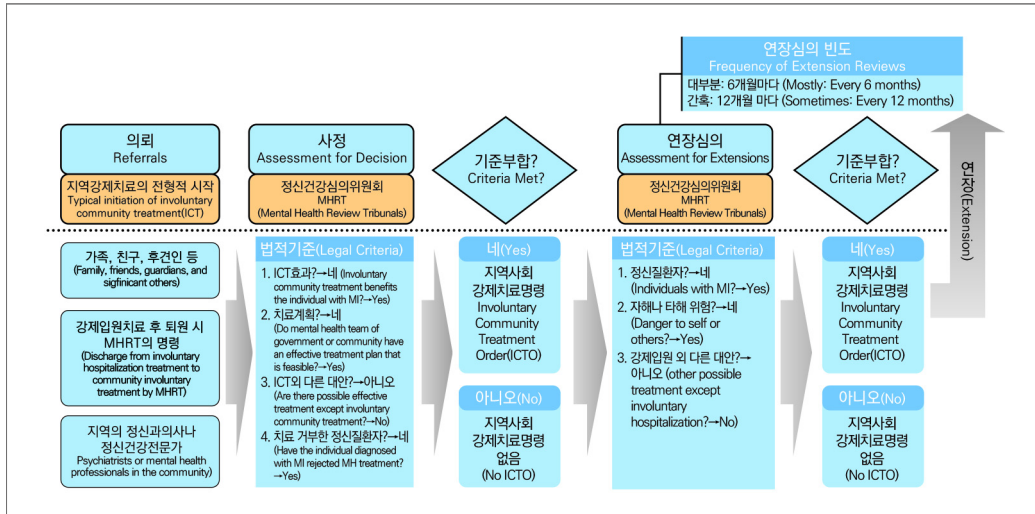 연장심의 빈도
Frequency of Extension Reviews
대부분: 6개월마다 (Mostly: Every 6 months)
간혹: 12개월 마다 (Sometimes: Every 12 months)
의뢰
Referrals
지역강제치료의 전형적 시작
Typical initiation of involuntary
community treatment(ICT)
사정
Assessment for Decision
정신건강심의위원회
MHRT
(Mental Health Review Tribunals)
기준부합?
Criteria Met?
연장심의
Assessment for Extensions
정신건강심의위원회
MHRT
(Mental Health Review Tribunals)
기준부합?
Criteria Met?
연장(Extension)
가족, 친구, 후견인 등
(Family, friends, guardians, and
sigfinicant others)
강제입원치료 후 퇴원 시
MHRT의 명령
(Discharge from involuntary
hospitalization treatment to
community involuntary
treatment by MHRT)
지역의 정신과의사나
정신건강전문가
Psychiatrists or mental health
professionals in the community)
법적기준(Legal Criteria)
1. ICT효과?→네 (Involuntary
community treatment benefits
the individual with MI?→Yes)
2. 치료계획?→네
(Do mental health team of
government or community have
an effective treatment plan that
is feasible?→Yes)
3. ICT외 다른 대안?→아니오
(Are there possible effective
treatment except involuntary
community treatment?→No)
4. 치료 거부한 정신질환자?→네
(Have the individual diagnosed
with MI rejected MH treatment?
→Yes)
네(Yes)
지역사회
강제치료명령
Involuntary
Community
Treatment
Order(ICTO)
아니오(No)
지역사회
강제치료명령
없음
(No ICTO)
법적기준(Legal Criteria)
1. 정신질환자?→네
(Individuals with MI?→Yes)
2. 자해나 타해 위험?→네
(Danger to self or
others?→Yes)
3. 강제입원 외 다른 대안?→
아니오 (other possible
treatment except
involuntary
hospitalization?→No)
네(Yes)
지역사회
강제치료명령
Involuntary
Community
Treatment
Order(ICTO)
아니오(No)
지역사회
강제치료명령
없음
(No ICTO)